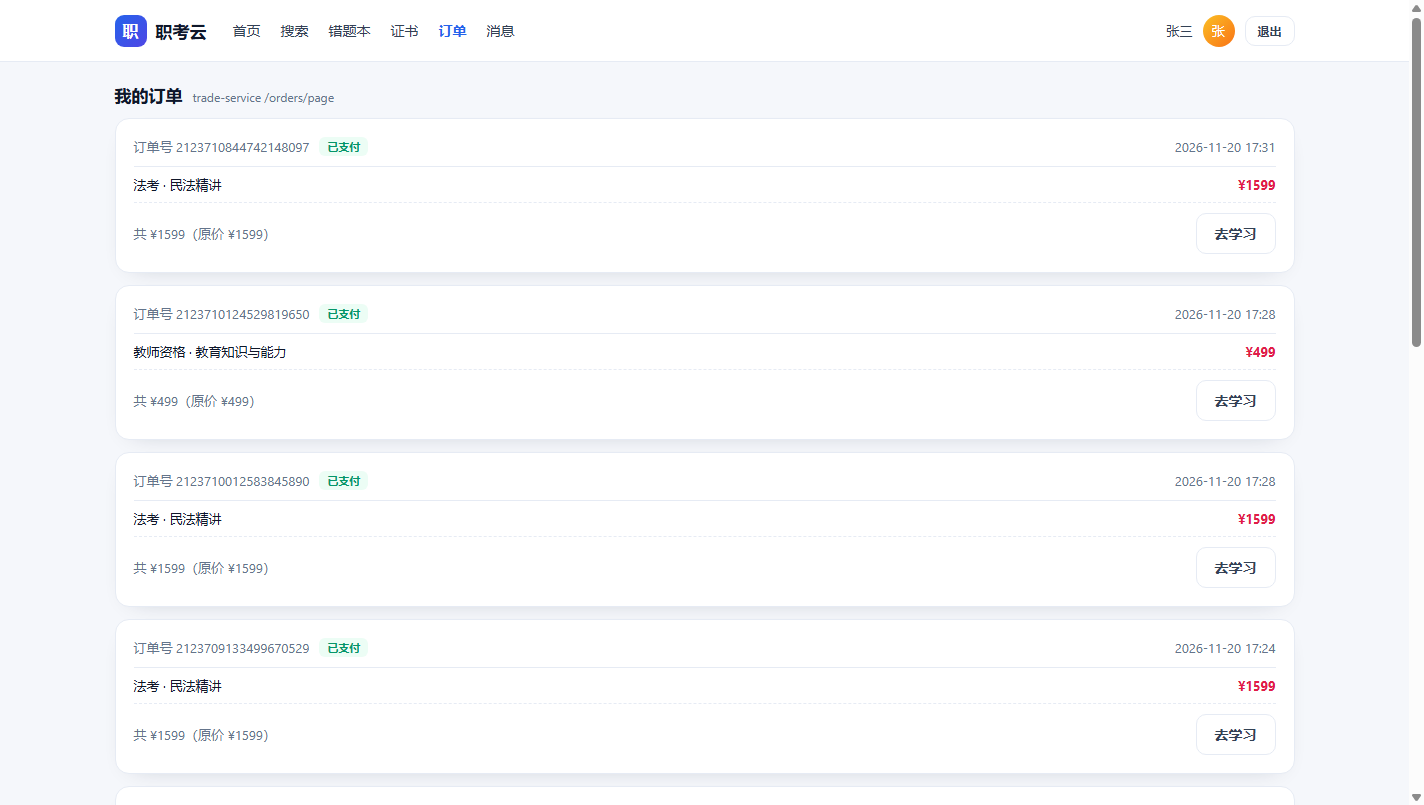 职 职考云 首页 搜索 错题本 证书 订单 消息 张三 张 退出
我的订单 trade-service /orders/page
订单号 2123710844742148097 已支付 2026-11-20 17:31
法考 · 民法精讲 ¥1599
共 ¥1599（原价 ¥1599） 去学习
订单号 2123710124529819650 已支付 2026-11-20 17:28
教师资格 · 教育知识与能力 ¥499
共 ¥499（原价 ¥499） 去学习
订单号 2123710012583845890 已支付 2026-11-20 17:28
法考 · 民法精讲 ¥1599
共 ¥1599（原价 ¥1599） 去学习
订单号 2123709133499670529 已支付 2026-11-20 17:24
法考 · 民法精讲 ¥1599
共 ¥1599（原价 ¥1599） 去学习